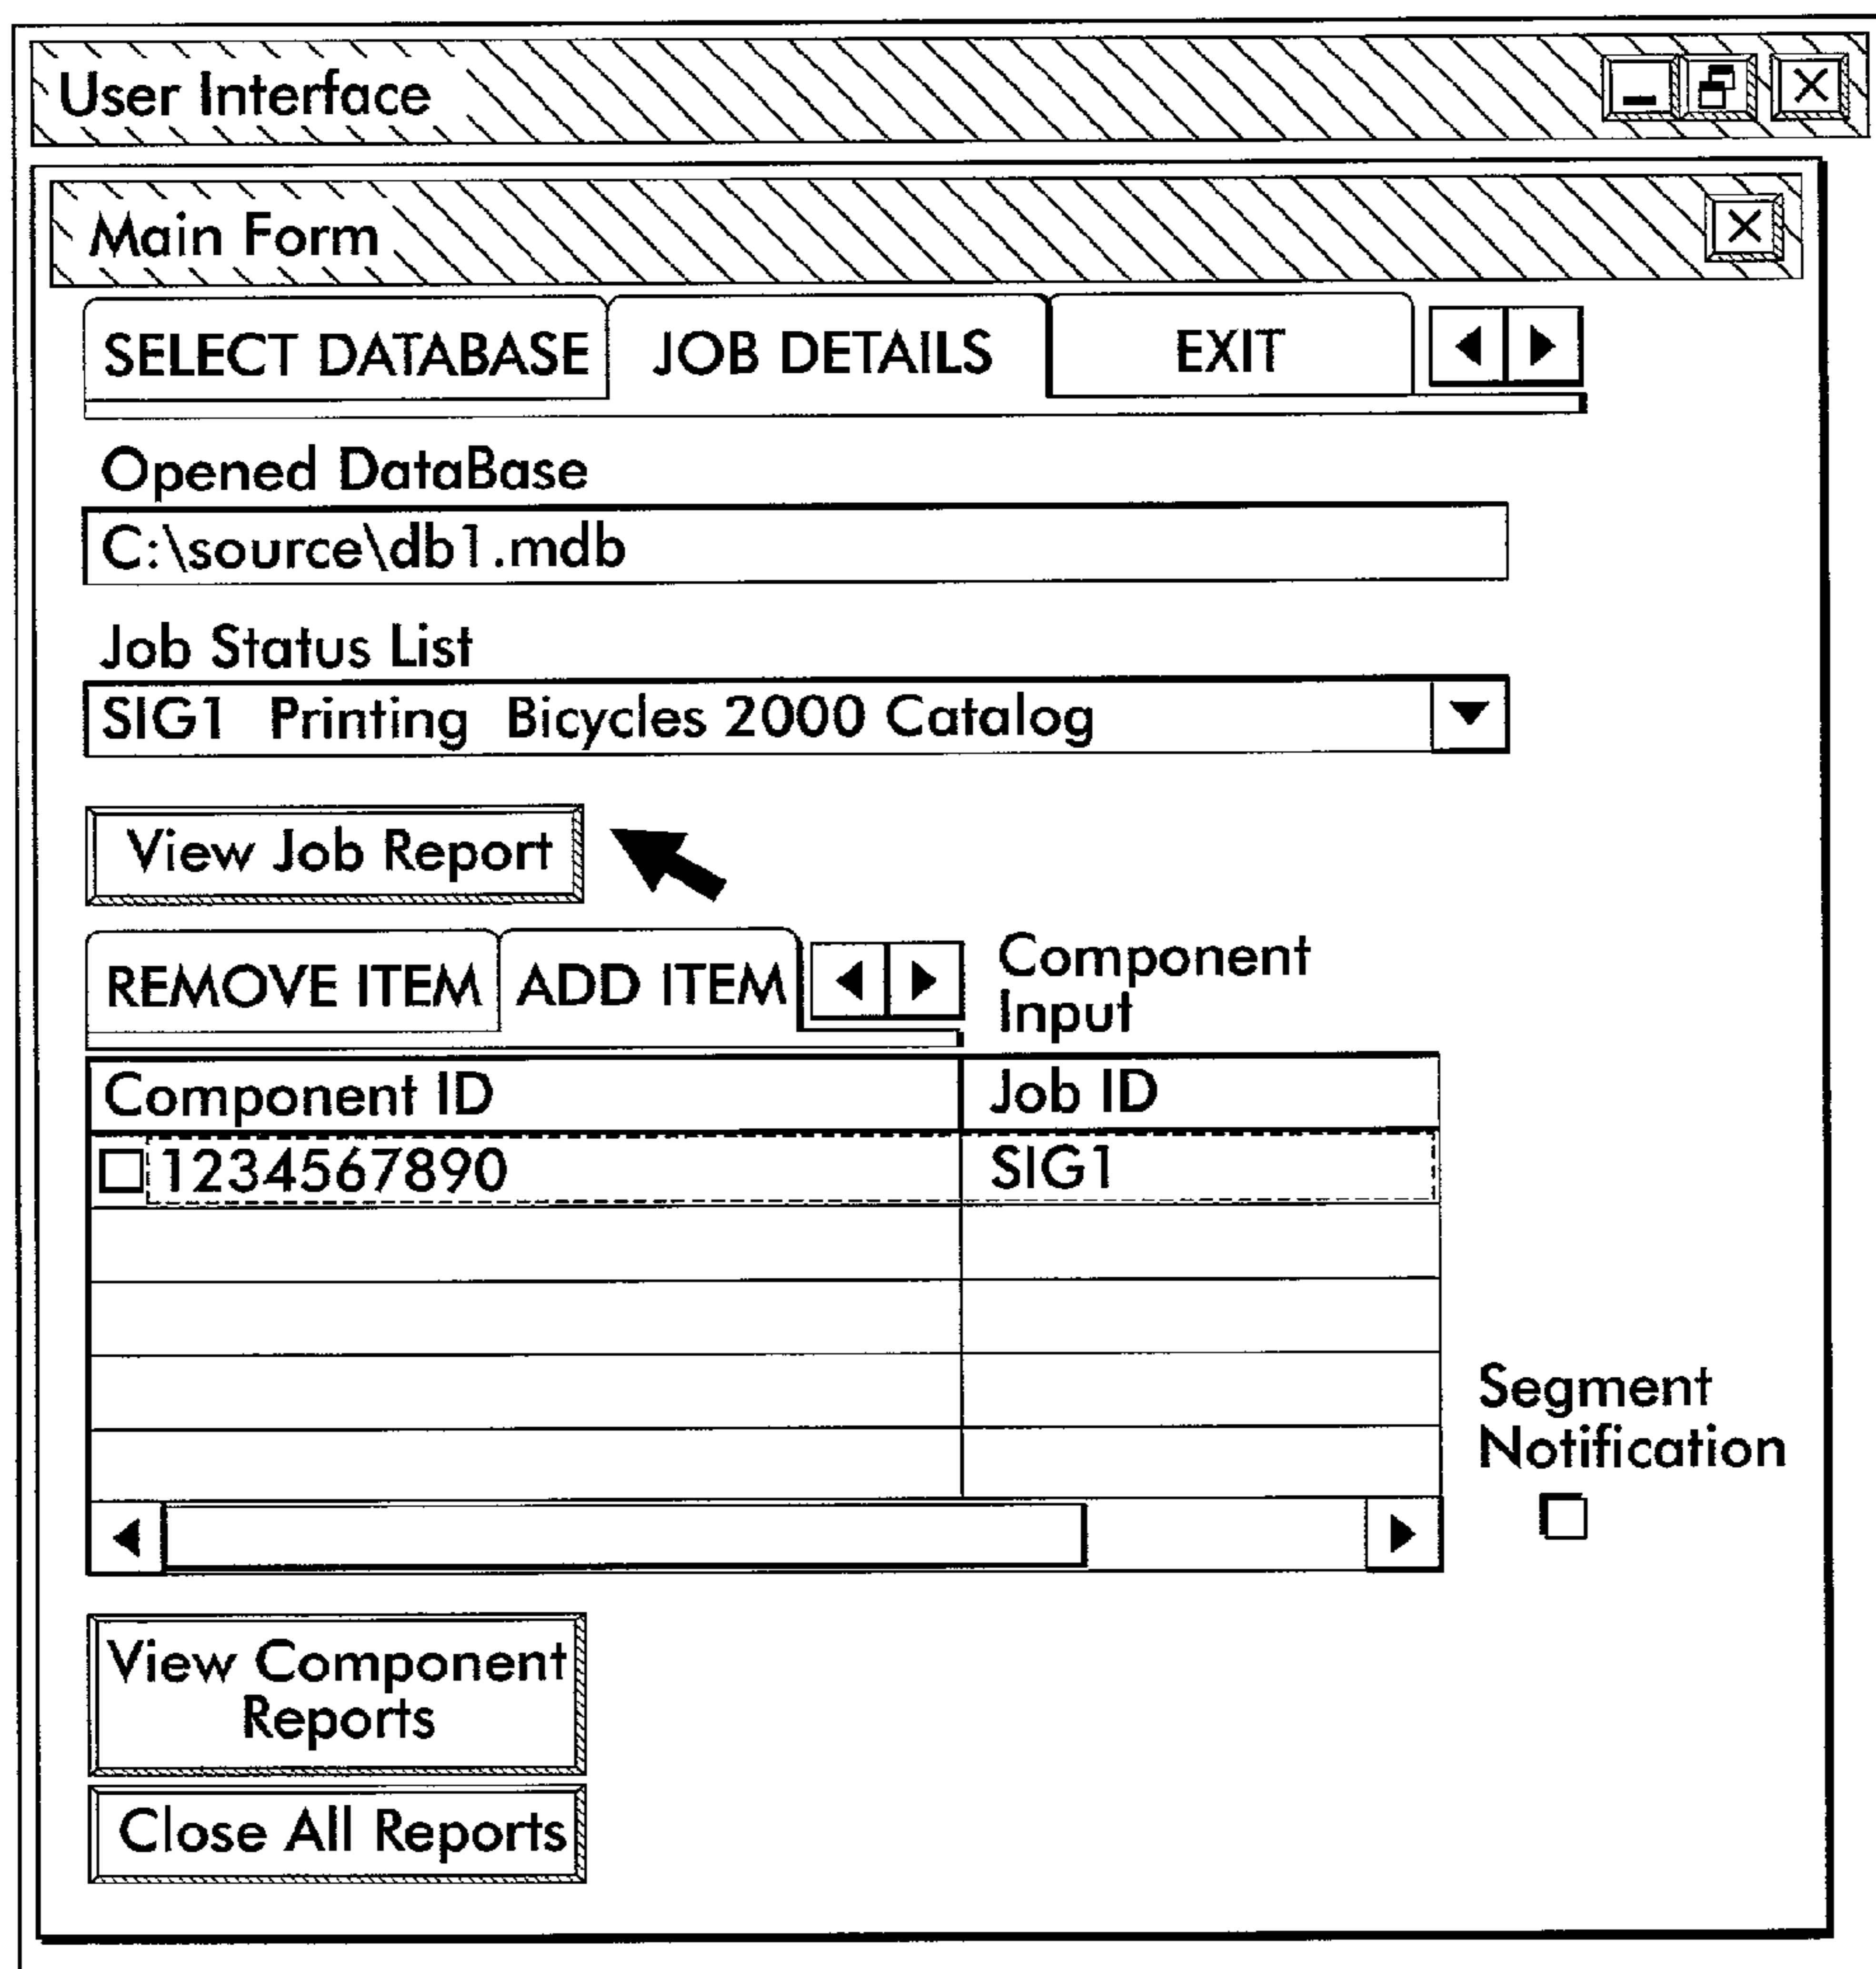 User Interface
Main Form
SELECT DATABASE JOB DETAILS EXIT
Opened DataBase
C:\source\db1.mdb
Job Status List
SIG1 Printing Bicycles 2000 Catalog
View Job Report
REMOVE ITEM ADD ITEM
Component
Input
Component ID Job ID
1234567890 SIG1
Segment
Notification
View Component
Reports
Close All Reports